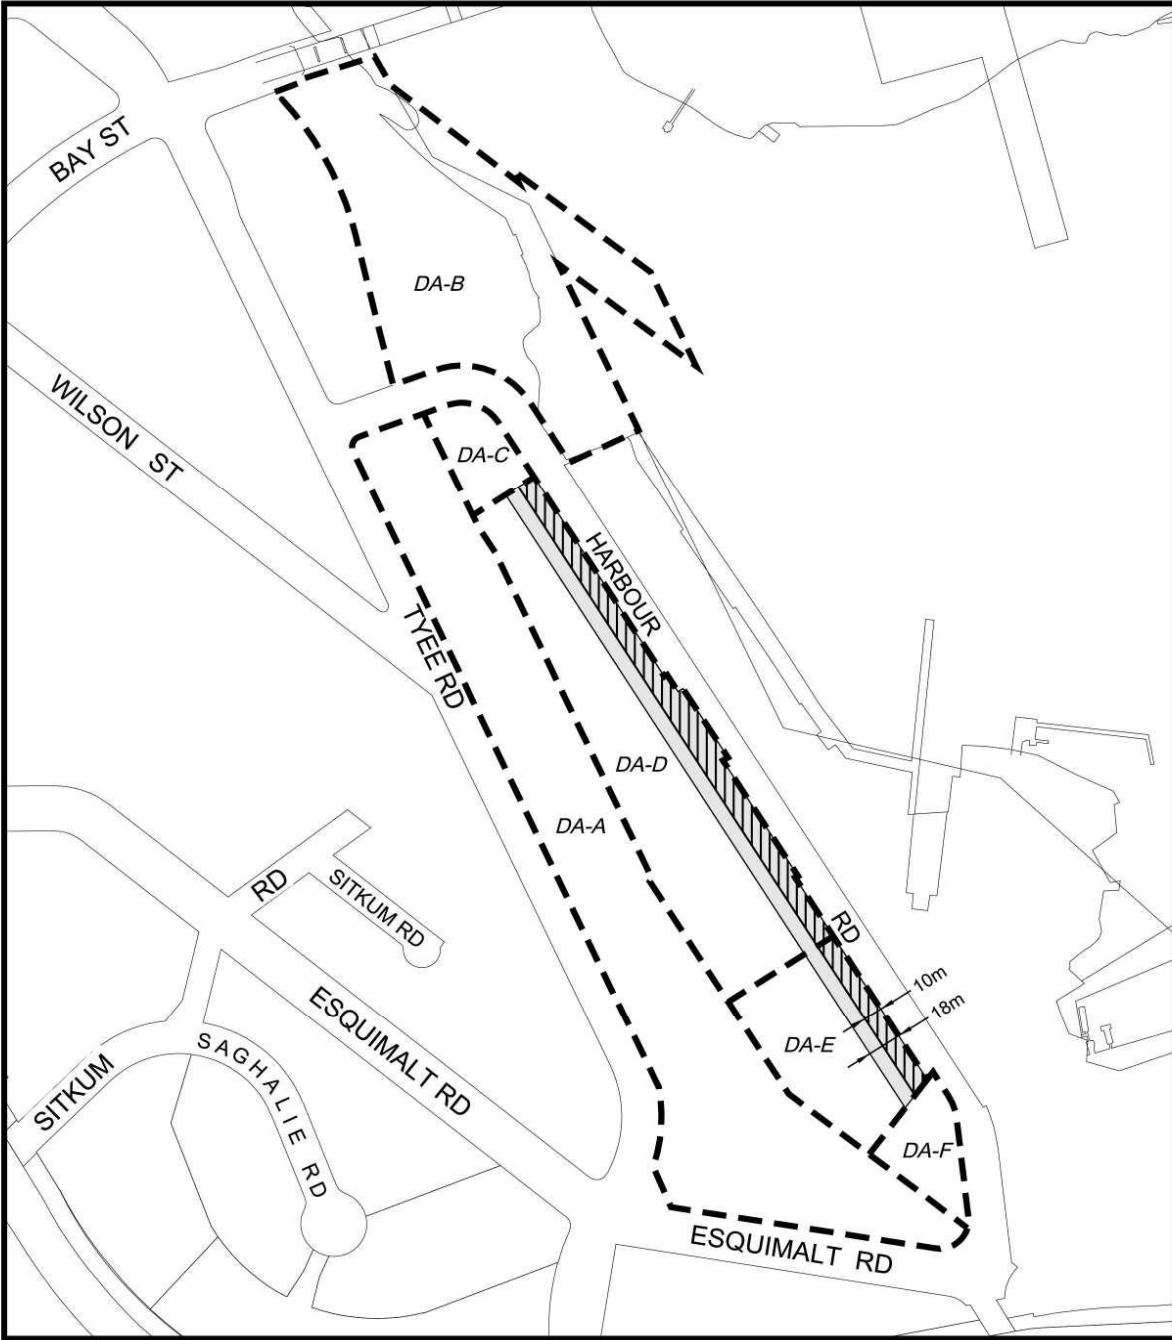 BAY ST
DA-B
WILSON ST
DA-C
HARBOUR
TYEE RD
DA-D
DA-A
RD
SITKUM RD
RD
10m
18m
ESQUIMALT RD
DA-E
SAGHALIE RD
SITKUM
DA-F
ESQUIMALT RD